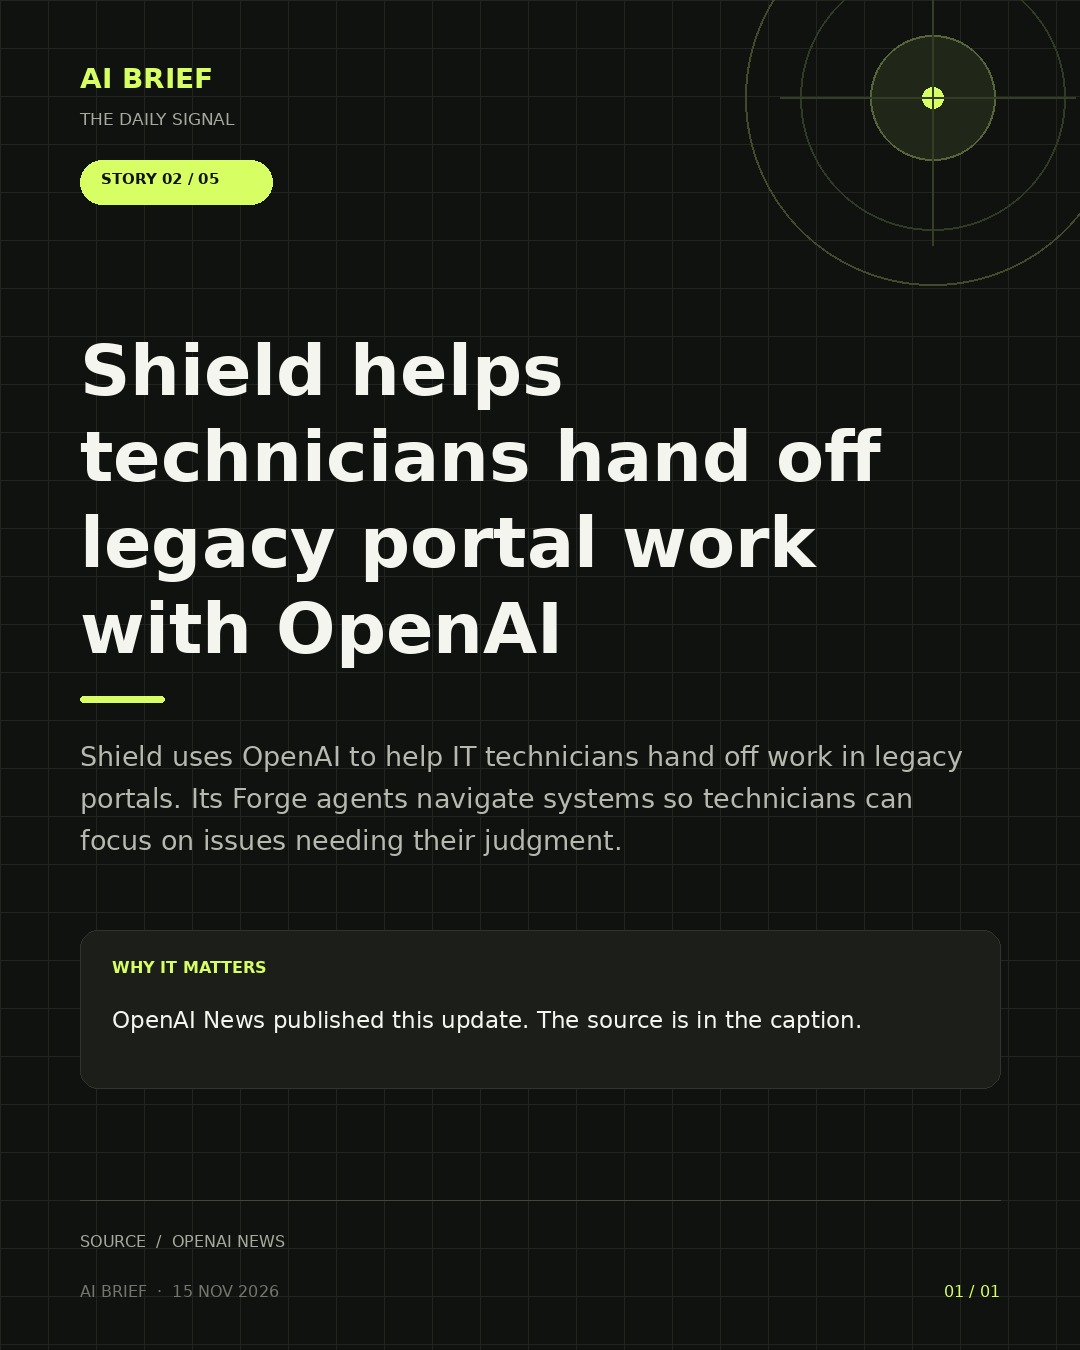 AI BRIEF
THE DAILY SIGNAL
STORY 02 / 05
Shield helps
technicians hand off
legacy portal work
with OpenAI
Shield uses OpenAI to help IT technicians hand off work in legacy
portals. Its Forge agents navigate systems so technicians can
focus on issues needing their judgment.
WHY IT MATTERS
OpenAI News published this update. The source is in the caption.
SOURCE / OPENAI NEWS
AI BRIEF · 15 NOV 2026
01 / 01